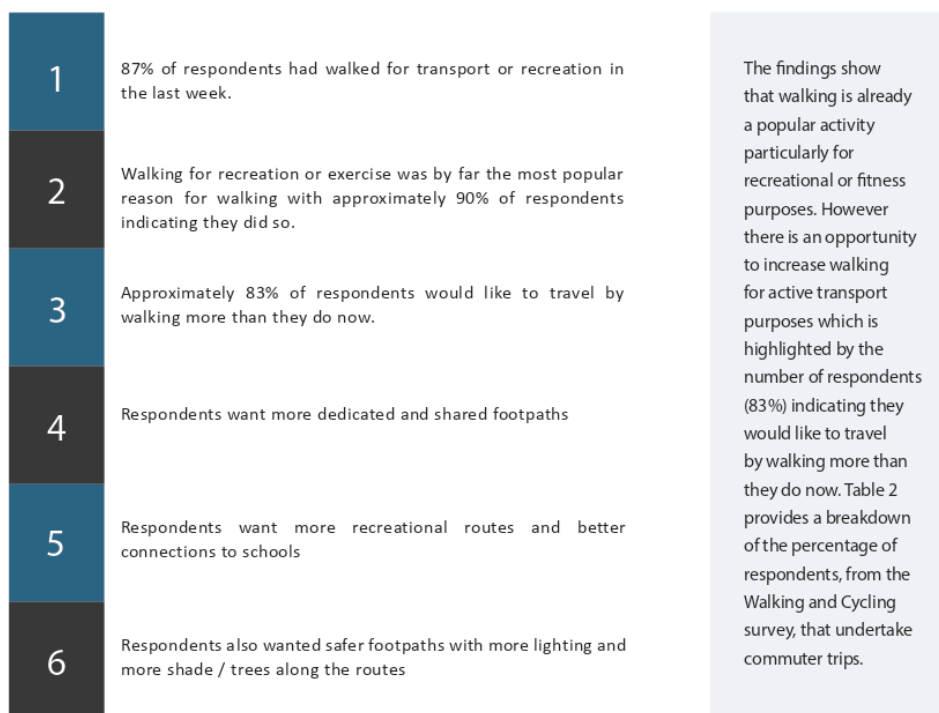 1
87% of respondents had walked for transport or recreation in
the last week.
2
Walking for recreation or exercise was by far the most popular
reason for walking with approximately 90% of respondents
indicating they did so.
3
Approximately 83% of respondents would like to travel by
walking more than they do now.
4
Respondents want more dedicated and shared footpaths
5
Respondents want more recreational routes and better
connections to schools
6
Respondents also wanted safer footpaths with more lighting and
more shade / trees along the routes
The findings show
that walking is already
a popular activity
particularly for
recreational or fitness
purposes. However
there is an opportunity
to increase walking
for active transport
purposes which is
highlighted by the
number of respondents
(83%) indicating they
would like to travel
by walking more than
they do now. Table 2
provides a breakdown
of the percentage of
respondents, from the
Walking and Cycling
survey, that undertake
commuter trips.